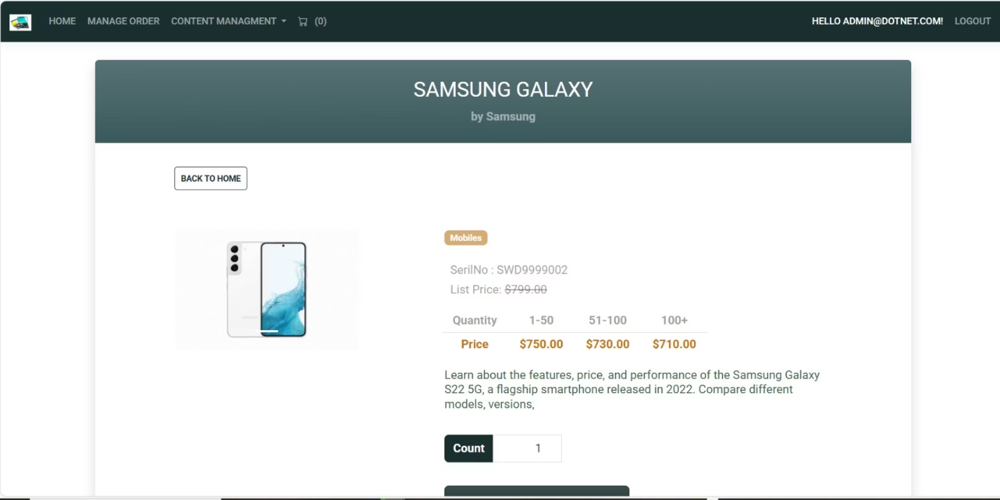 HOME MANAGE ORDER CONTENT MANAGMENT (0) HELLO ADMIN@DOTNET.COM! LOGOUT
SAMSUNG GALAXY
by Samsung
BACK TO HOME
Mobiles
SerilNo : SWD9999002
List Price: $799.00
Quantity 1-50 51-100 100+
Price $750.00 $730.00 $710.00
Learn about the features, price, and performance of the Samsung Galaxy
S22 5G, a flagship smartphone released in 2022. Compare different
models, versions,
Count 1